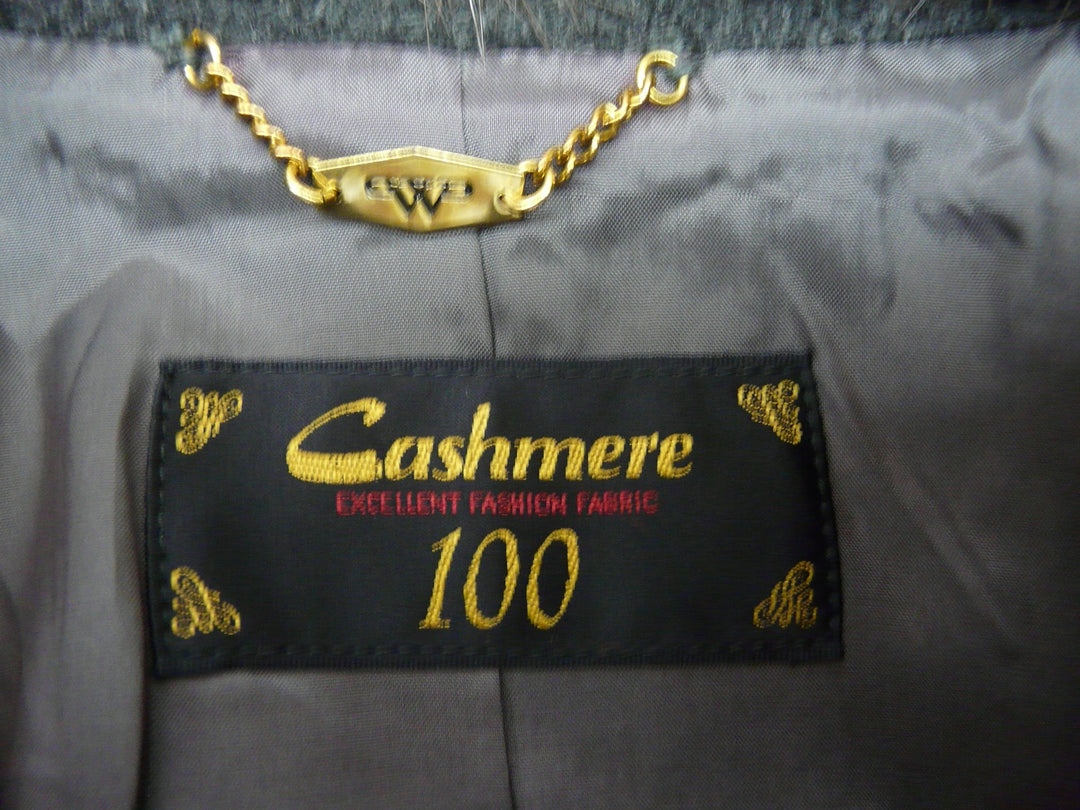 W
Cashmere
EXCELLENT FASHION FABRIC
100